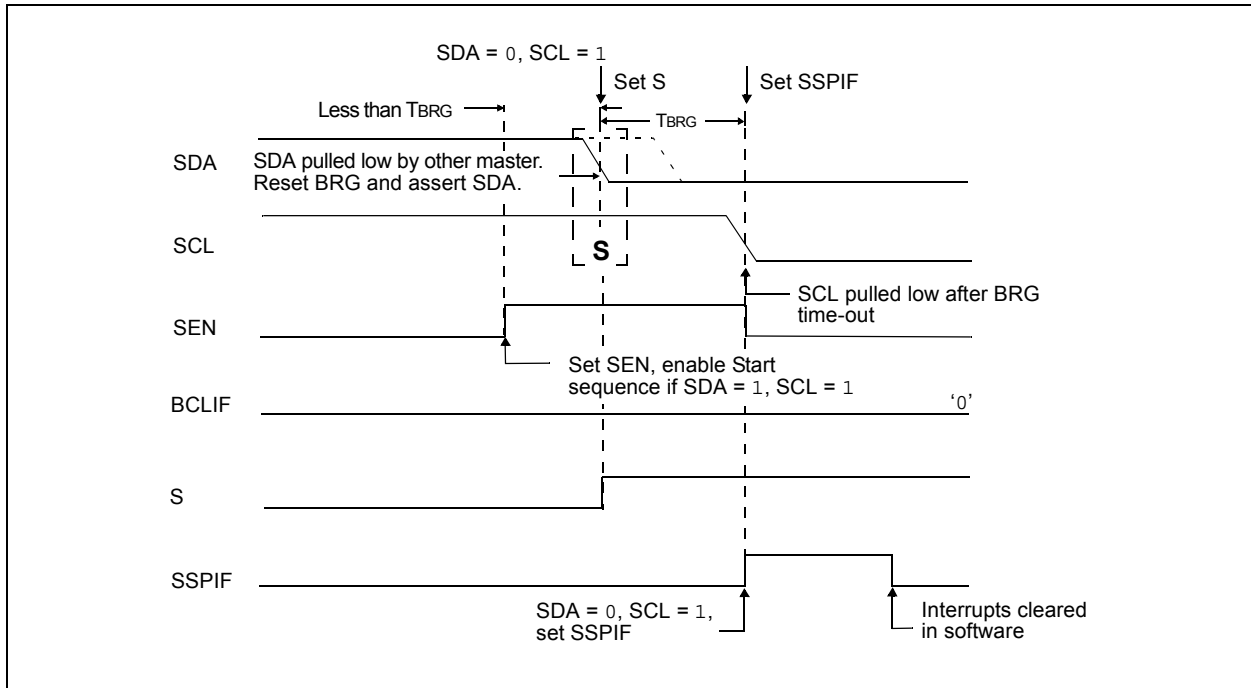 SDA = 0, SCL = 1
Set S
Set SSPIF
Less than TBRG
TBRG
SDA
SDA pulled low by other master.
Reset BRG and assert SDA.
SCL
S
SCL pulled low after BRG
time-out
SEN
Set SEN, enable Start
sequence if SDA = 1, SCL = 1
BCLIF
‘0’
S
SSPIF
SDA = 0, SCL = 1,
set SSPIF
Interrupts cleared
in software